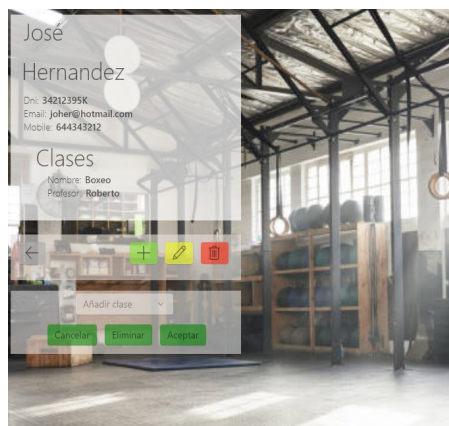 José
Hernandez
Dni: 34212395K
Email: joher@hotmail.com
Mobile: 644343212
Clases
Nombre: Boxeo
Profesor: Roberto
Añadir clase
Cancelar Eliminar Aceptar